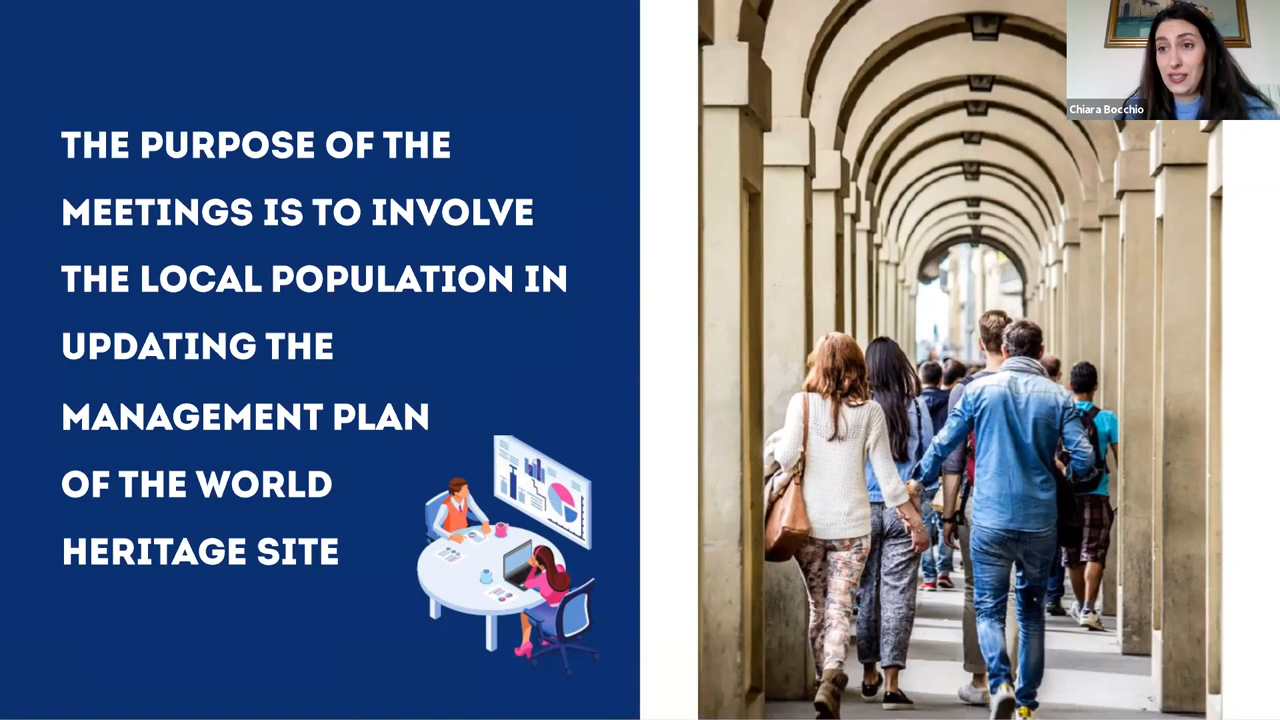 THE PURPOSE OF THE
MEETINGS IS TO INVOLVE
THE LOCAL POPULATION IN
UPDATING THE
MANAGEMENT PLAN
OF THE WORLD
HERITAGE SITE
Chiara Bocchio